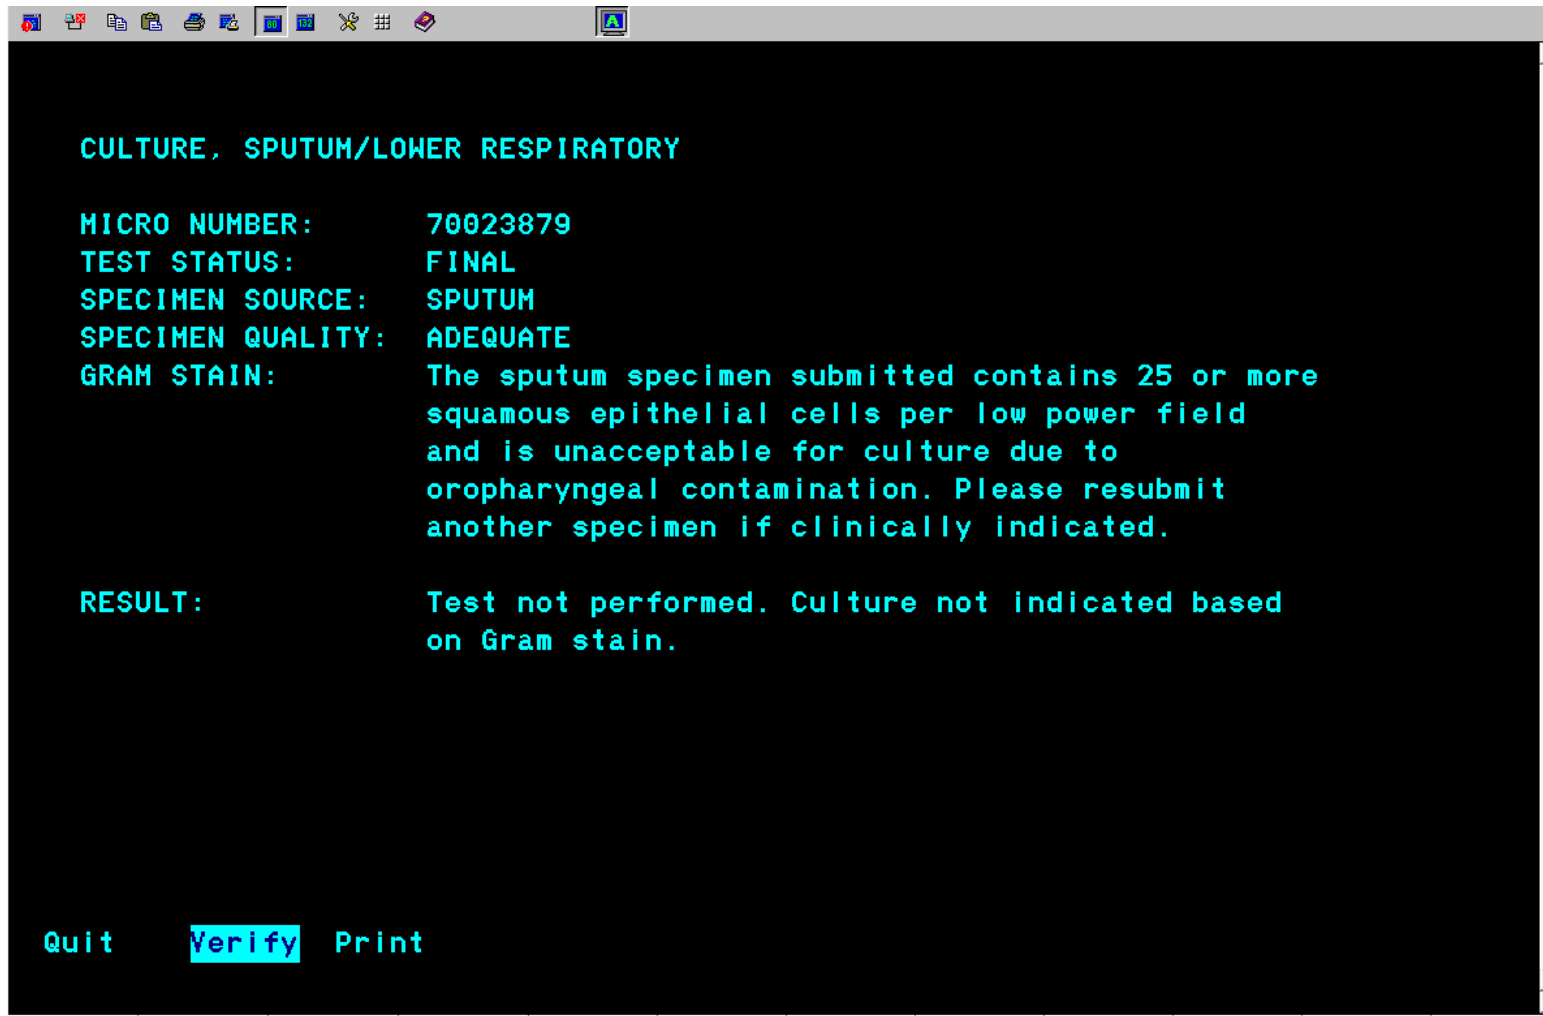 80 132
A
CULTURE, SPUTUM/LOWER RESPIRATORY
MICRO NUMBER: 70023879
TEST STATUS: FINAL
SPECIMEN SOURCE: SPUTUM
SPECIMEN QUALITY: ADEQUATE
GRAM STAIN: The sputum specimen submitted contains 25 or more
squamous epithelial cells per low power field
and is unacceptable for culture due to
oropharyngeal contamination. Please resubmit
another specimen if clinically indicated.
RESULT: Test not performed. Culture not indicated based
on Gram stain.
Quit Verify Print